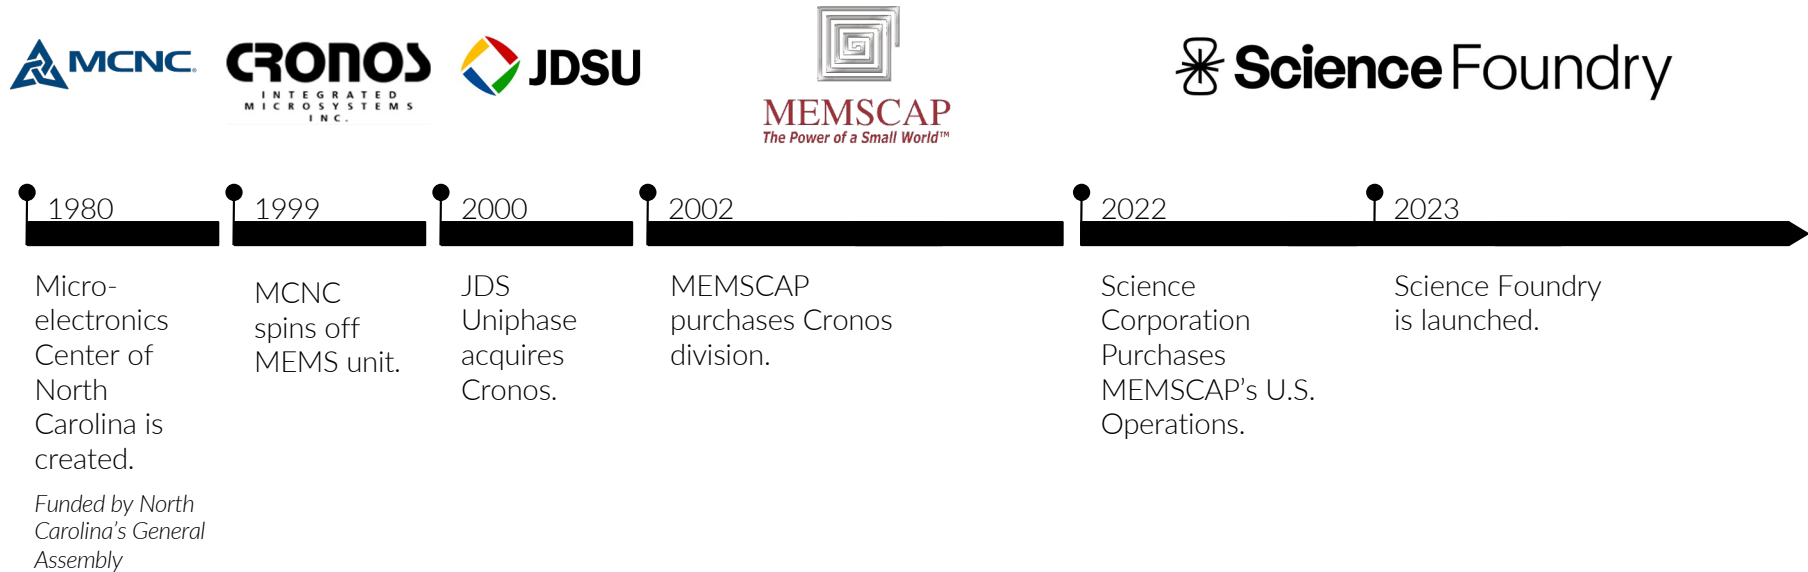 MCNC
CRONOS
INTEGRATED
MICROSYSTEMS
INC.
JDSU
MEMSCAP
The Power of a Small World™
Science Foundry
1980
1999
2000
2002
2022
2023
Micro-
electronics
Center of
North
Carolina is
created.
Funded by North
Carolina's General
Assembly
MCNC
spins off
MEMS unit.
JDS
Uniphase
acquires
Cronos.
MEMSCAP
purchases Cronos
division.
Science
Corporation
Purchases
MEMSCAP's U.S.
Operations.
Science Foundry
is launched.